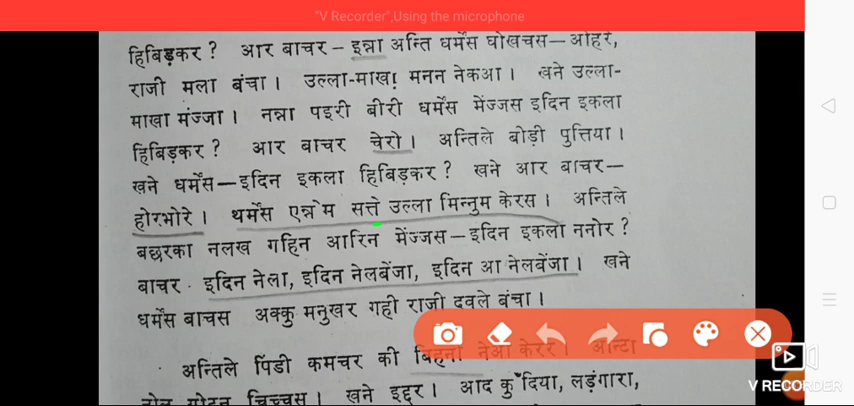 "V Recorder",Using the microphone
हिबिड़कर ? आर बाचर – इन्ना अन्ति धर्मेस घोखचस – ओहरे,
राजी मला बंचा । उल्ला-माख! मनन नेकआ । खने उल्ला-
माखा मंज्जा । नन्ना पइरी बीरी धर्मेस मेंज्जस इदिन इकला
हिबिड़कर ? आर बाचर चेरो । अन्तिले बोड़ी पुत्तिया ।
खने धर्मेस – इदिन इकला हिबिड़कर ? खने आर बाचर –
होरभोरे । धर्मेस एन्नेम सत्ते उल्ला मिन्नुम केरस । अन्तिले
बछरका नलख गहिन आरिन मेंज्जस – इदिन इकला ननोर ?
बाचर इदिन नेला, इदिन नेलबेंजा, इदिन आ नेलबेंजा । खने
धर्मेस बाचस अक्कु मनुखर गही राजी दवले बंचा ।
अन्तिले पिंडी कमचर की बिहना नेआ केरर ।
चिच्चस । खने इद्दर । आद कुँदिया, लड़ंगारा,
V RECORDER